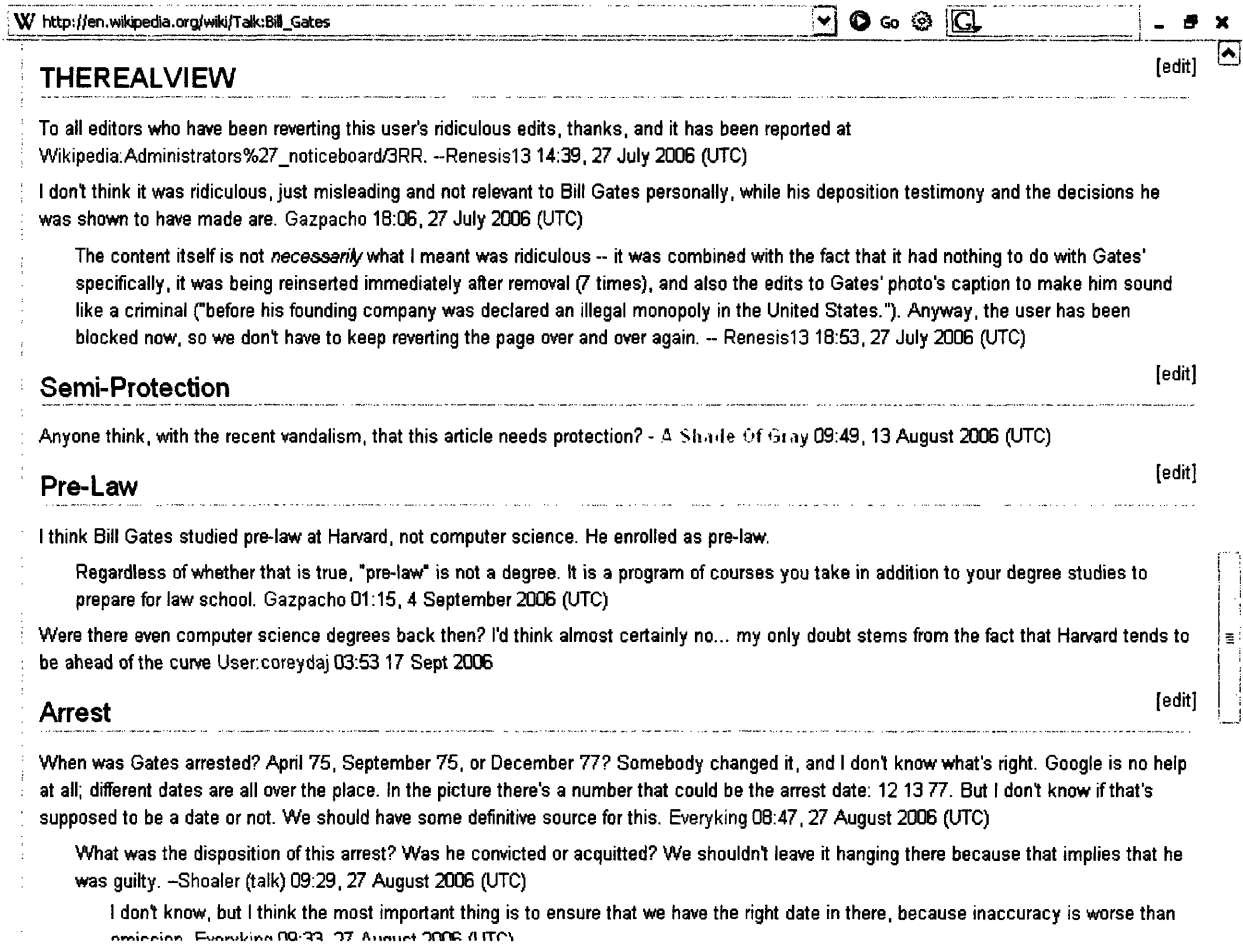 W http://en.wikipedia.org/wiki/Talk:Bill_Gates Go G
[edit]
THEREALVIEW
To all editors who have been reverting this user's ridiculous edits, thanks, and it has been reported at
Wikipedia:Administrators%27_noticeboard/3RR. --Renesis13 14:39, 27 July 2006 (UTC)
I don't think it was ridiculous, just misleading and not relevant to Bill Gates personally, while his deposition testimony and the decisions he
was shown to have made are. Gazpacho 18:06, 27 July 2006 (UTC)
The content itself is not necessarily what I meant was ridiculous -- it was combined with the fact that it had nothing to do with Gates'
specifically, it was being reinserted immediately after removal (7 times), and also the edits to Gates' photo's caption to make him sound
like a criminal ("before his founding company was declared an illegal monopoly in the United States."). Anyway, the user has been
blocked now, so we don't have to keep reverting the page over and over again. -- Renesis13 18:53, 27 July 2006 (UTC)
[edit]
Semi-Protection
Anyone think, with the recent vandalism, that this article needs protection? - A Shade Of Gray 09:49, 13 August 2006 (UTC)
[edit]
Pre-Law
I think Bill Gates studied pre-law at Harvard, not computer science. He enrolled as pre-law.
Regardless of whether that is true, "pre-law" is not a degree. It is a program of courses you take in addition to your degree studies to
prepare for law school. Gazpacho 01:15, 4 September 2006 (UTC)
Were there even computer science degrees back then? I'd think almost certainly no... my only doubt stems from the fact that Harvard tends to
be ahead of the curve User:coreydaj 03:53 17 Sept 2006
[edit]
Arrest
When was Gates arrested? April 75, September 75, or December 77? Somebody changed it, and I don't know what's right. Google is no help
at all; different dates are all over the place. In the picture there's a number that could be the arrest date: 12 13 77. But I don't know if that's
supposed to be a date or not. We should have some definitive source for this. Everyking 08:47, 27 August 2006 (UTC)
What was the disposition of this arrest? Was he convicted or acquitted? We shouldn't leave it hanging there because that implies that he
was guilty. –Shoaler (talk) 09:29, 27 August 2006 (UTC)
I don't know, but I think the most important thing is to ensure that we have the right date in there, because inaccuracy is worse than
omission. Everyking 09:33, 27 August 2006 (UTC)